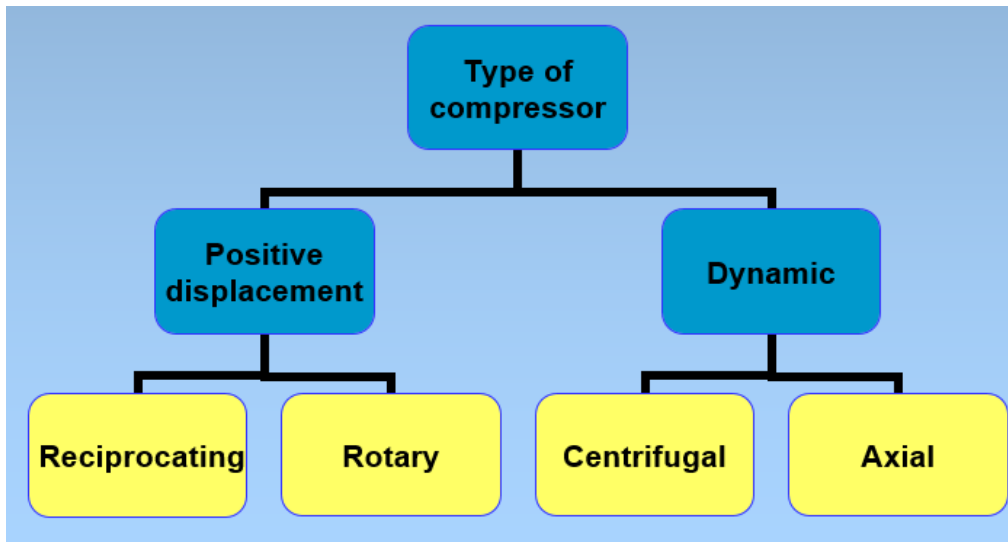 Type of
compressor
Positive
displacement
Dynamic
Reciprocating
Rotary
Centrifugal
Axial